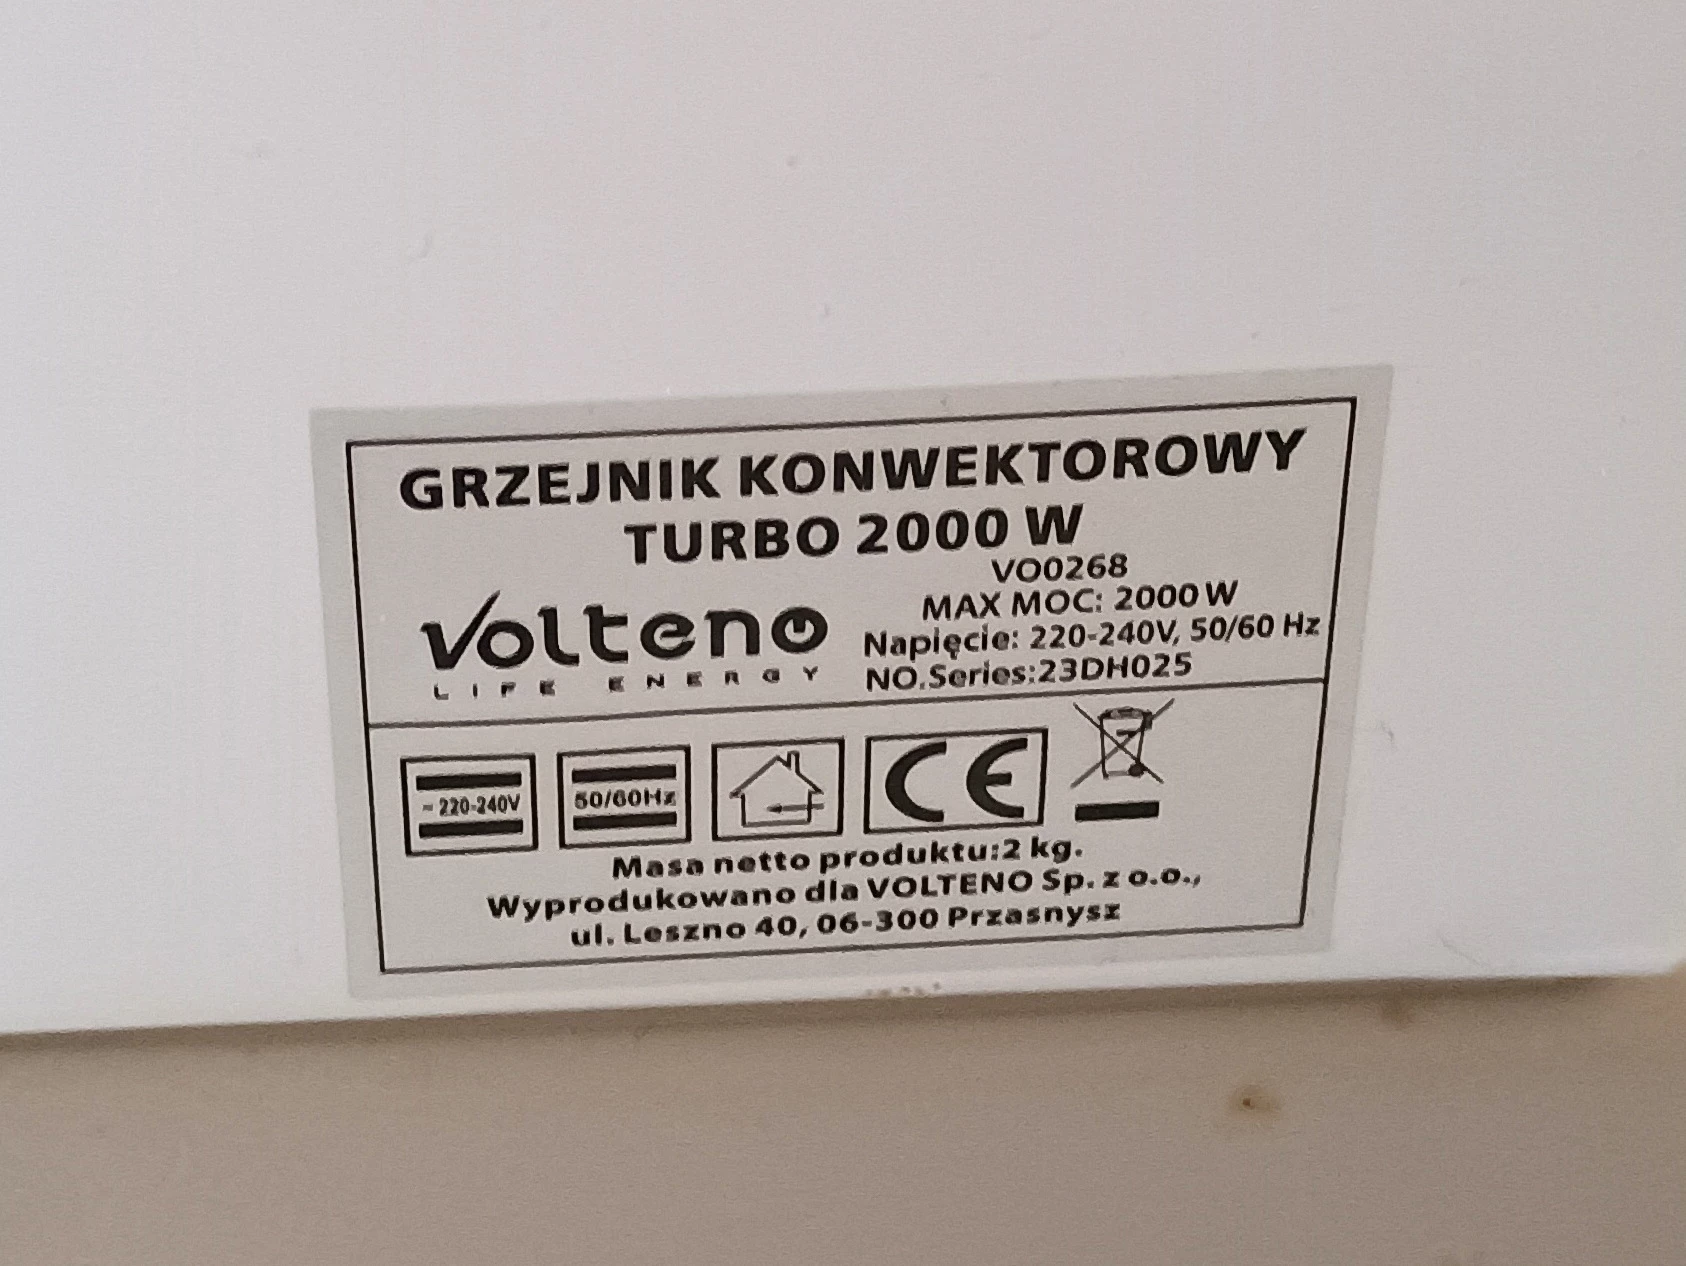 GRZEJNIK KONWEKTOROWY
TURBO 2000 W
VO0268
MAX MOC: 2000 W
Napięcie: 220-240V, 50/60 Hz
NO.Series:23DH025
Volteno
LIFE ENERGY
~220-240V
50/60Hz
CE
Masa netto produktu:2 kg.
Wyprodukowano dla VOLTENO Sp. z o.o.,
ul. Leszno 40, 06-300 Przasnysz